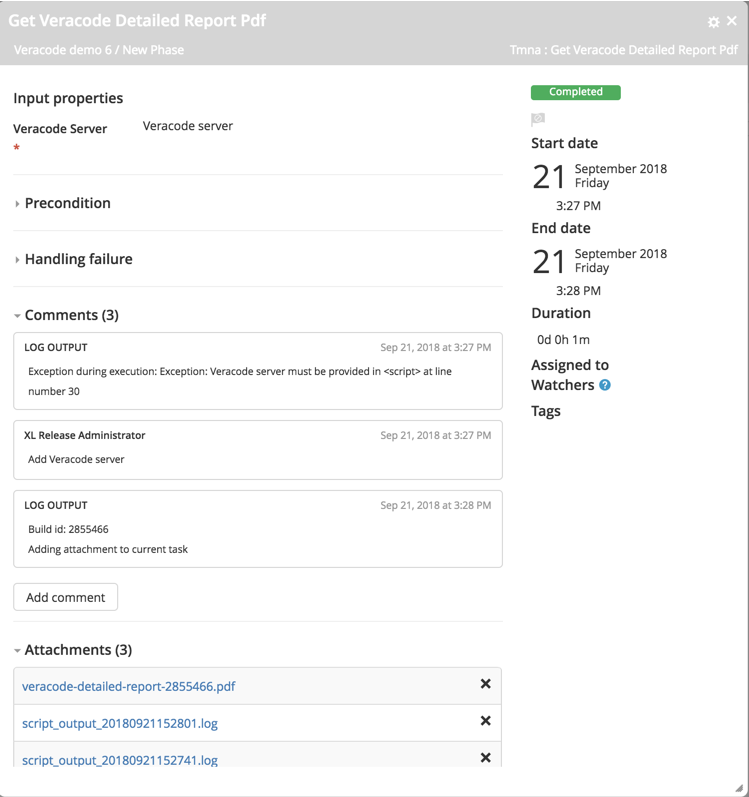 Get Veracode Detailed Report Pdf
Veracode demo 6 / New Phase
Tmna : Get Veracode Detailed Report Pdf
Input properties
Veracode Server
*
Veracode server
Precondition
Handling failure
Comments (3)
LOG OUTPUT
Sep 21, 2018 at 3:27 PM
Exception during execution: Exception: Veracode server must be provided in <script> at line
number 30
XL Release Administrator
Sep 21, 2018 at 3:27 PM
Add Veracode server
LOG OUTPUT
Sep 21, 2018 at 3:28 PM
Build id: 2855466
Adding attachment to current task
Add comment
Attachments (3)
veracode-detailed-report-2855466.pdf
script_output_20180921152801.log
script_output_20180921152741.log
Completed
Start date
21
September 2018
Friday
3:27 PM
End date
21
September 2018
Friday
3:28 PM
Duration
0d 0h 1m
Assigned to
Watchers ?
Tags